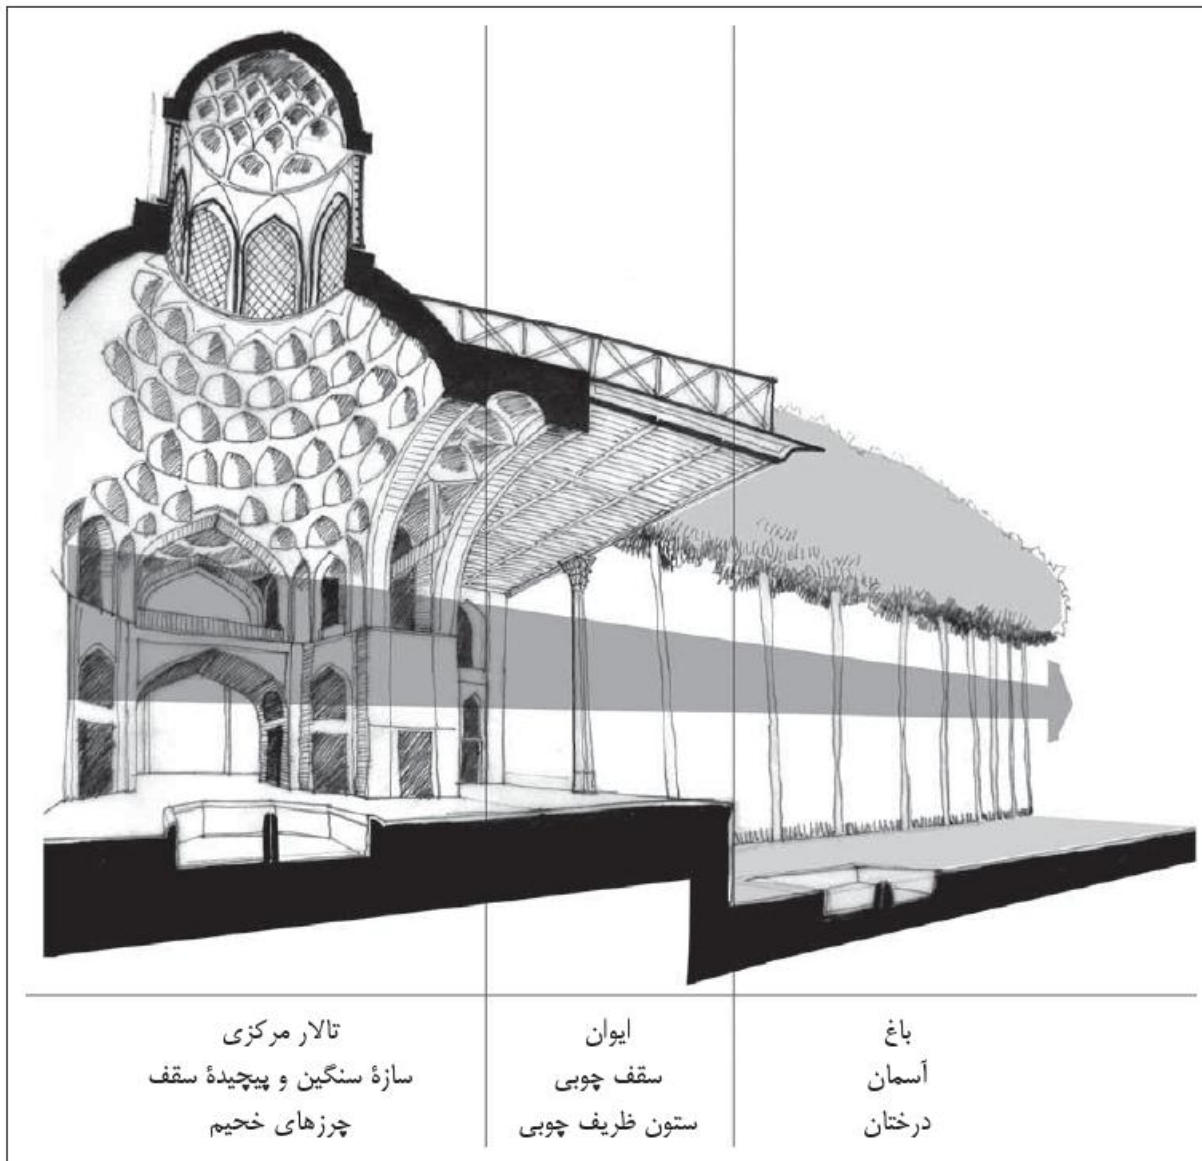 تالار مرکزی
سازهٔ سنگین و پیچیدهٔ سقف
چرزهای خحیم
ایوان
سقف چوبی
ستون ظریف چوبی
باغ
آسمان
درختان